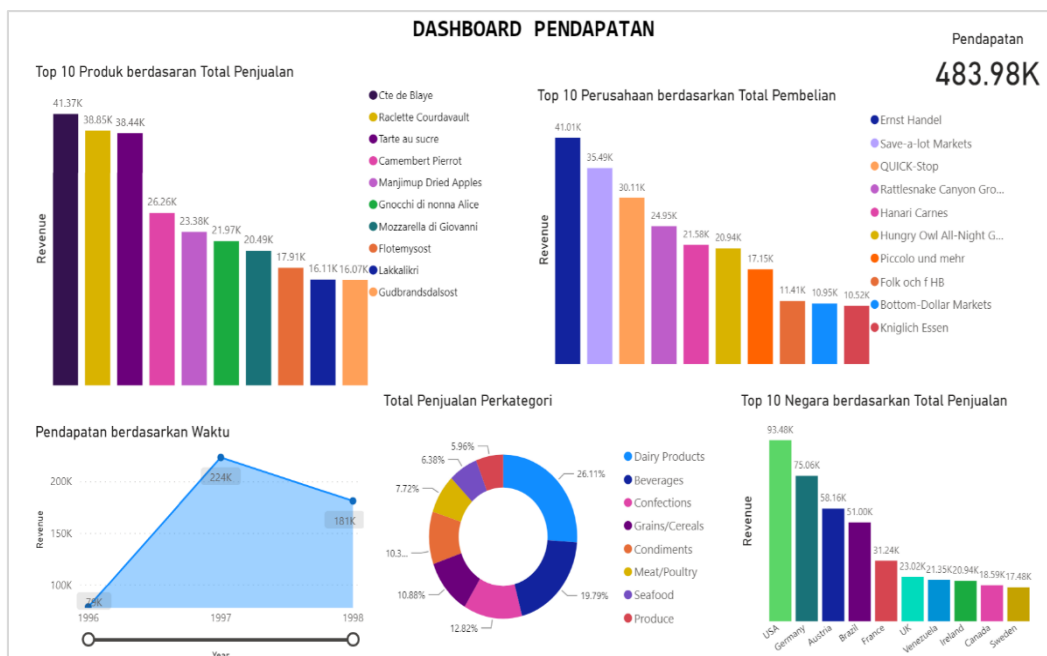 DASHBOARD PENDAPATAN
Pendapatan
483.98K
Top 10 Produk berdasaran Total Penjualan
Revenue
41.37K
38.85K
38.44K
26.26K
23.38K
21.97K
20.49K
17.91K
16.11K
16.07K
Cte de Blaye
Raclette Courdavault
Tarte au sucre
Camembert Pierrot
Manjimup Dried Apples
Gnocchi di nonna Alice
Mozzarella di Giovanni
Flotemysost
Lakkalikri
Gudbrandsdalsost
Top 10 Perusahaan berdasarkan Total Pembelian
Revenue
41.01K
35.49K
30.11K
24.95K
21.58K
20.94K
17.15K
11.41K
10.95K
10.52K
Ernst Handel
Save-a-lot Markets
QUICK-Stop
Rattlesnake Canyon Gro...
Hanari Carnes
Hungry Owl All-Night G...
Piccolo und mehr
Folk och f HB
Bottom-Dollar Markets
Kniglich Essen
Pendapatan berdasarkan Waktu
Revenue
200K
150K
100K
79K
224K
181K
1996
1997
1998
Year
Total Penjualan Perkategori
26.11%
19.79%
12.82%
10.88%
10.3...
7.72%
6.38%
5.96%
Dairy Products
Beverages
Confections
Grains/Cereals
Condiments
Meat/Poultry
Seafood
Produce
Top 10 Negara berdasarkan Total Penjualan
Revenue
93.48K
75.06K
58.16K
51.00K
31.24K
23.02K
21.35K
20.94K
18.59K
17.48K
USA
Germany
Austria
Brazil
France
UK
Venezuela
Ireland
Canada
Sweden